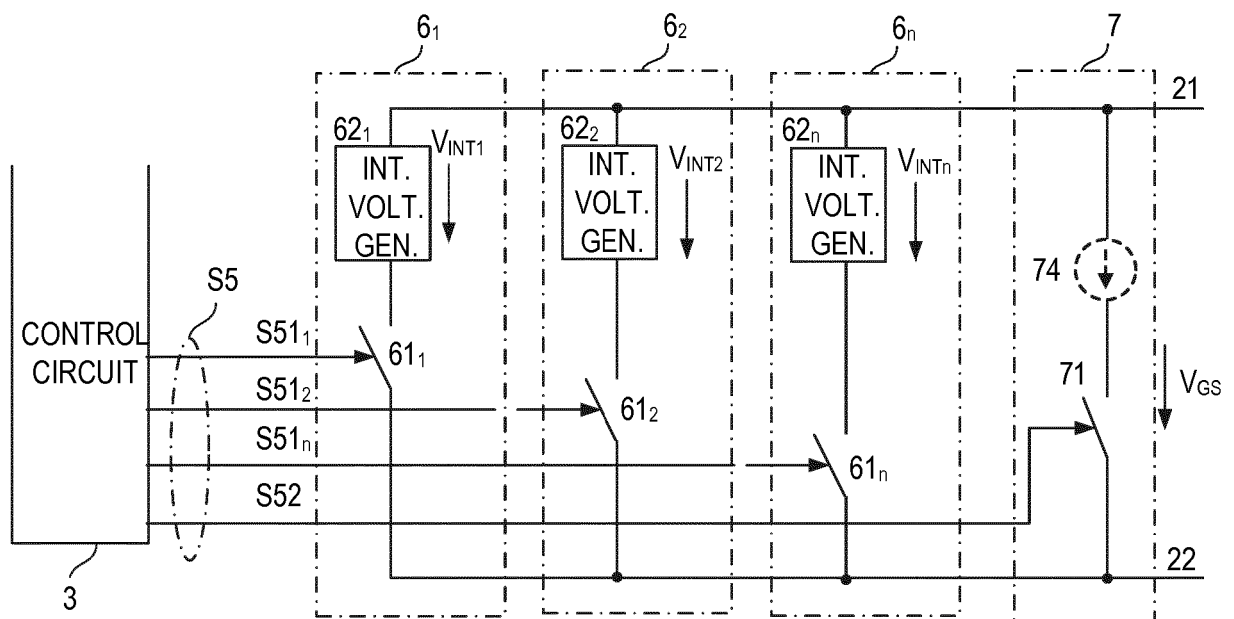 6₁
6₂
6ₙ
7
21
62₁
V_INT1
INT.
VOLT.
GEN.
62₂
V_INT2
INT.
VOLT.
GEN.
62ₙ
V_INTn
INT.
VOLT.
GEN.
74
S5
CONTROL
CIRCUIT
S51₁
61₁
S51₂
61₂
S51ₙ
61ₙ
S52
71
V_GS
22
3